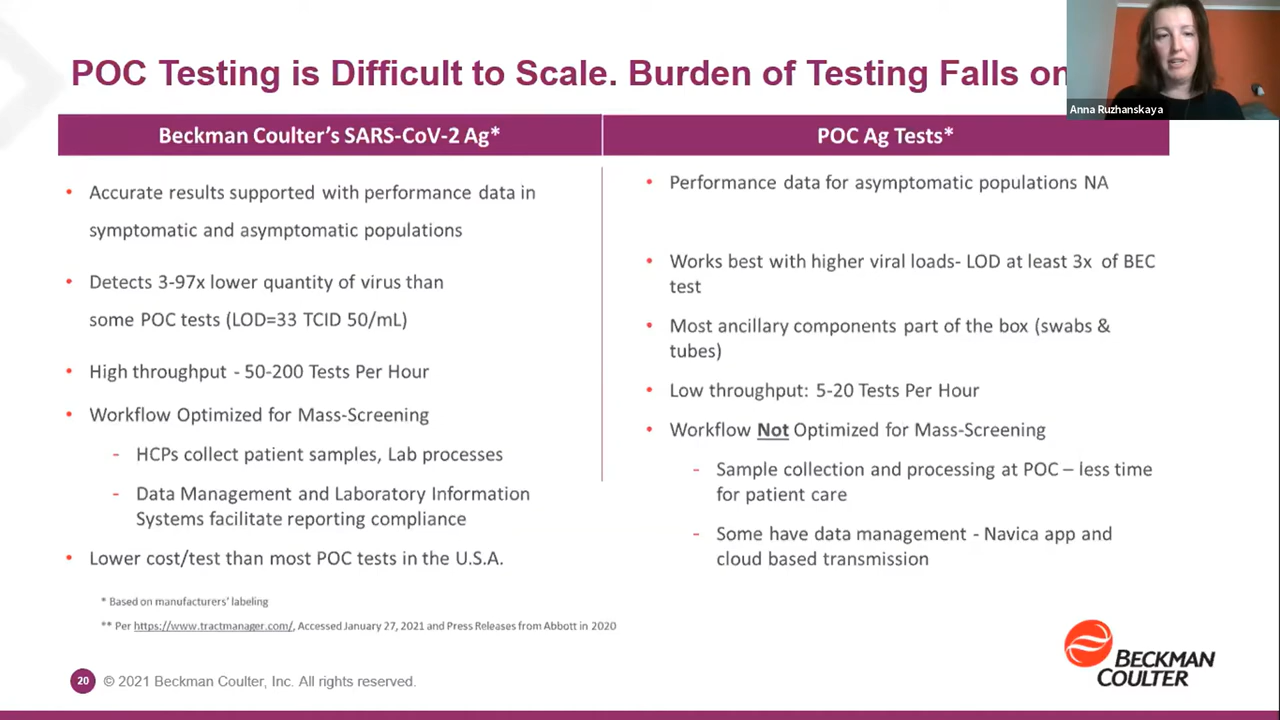 POC Testing is Difficult to Scale. Burden of Testing Falls on
Anna Ruzhanskaya
Beckman Coulter's SARS-CoV-2 Ag*
• Accurate results supported with performance data in
symptomatic and asymptomatic populations
• Detects 3-97x lower quantity of virus than
some POC tests (LOD=33 TCID 50/mL)
• High throughput - 50-200 Tests Per Hour
• Workflow Optimized for Mass-Screening
- HCPs collect patient samples, Lab processes
- Data Management and Laboratory Information
Systems facilitate reporting compliance
• Lower cost/test than most POC tests in the U.S.A.
POC Ag Tests*
• Performance data for asymptomatic populations NA
• Works best with higher viral loads- LOD at least 3x of BEC
test
• Most ancillary components part of the box (swabs &
tubes)
• Low throughput: 5-20 Tests Per Hour
• Workflow Not Optimized for Mass-Screening
- Sample collection and processing at POC – less time
for patient care
- Some have data management - Navica app and
cloud based transmission
* Based on manufacturers' labeling
** Per https://www.tractmanager.com/, Accessed January 27, 2021 and Press Releases from Abbott in 2020
20 © 2021 Beckman Coulter, Inc. All rights reserved.
BECKMAN
COULTER